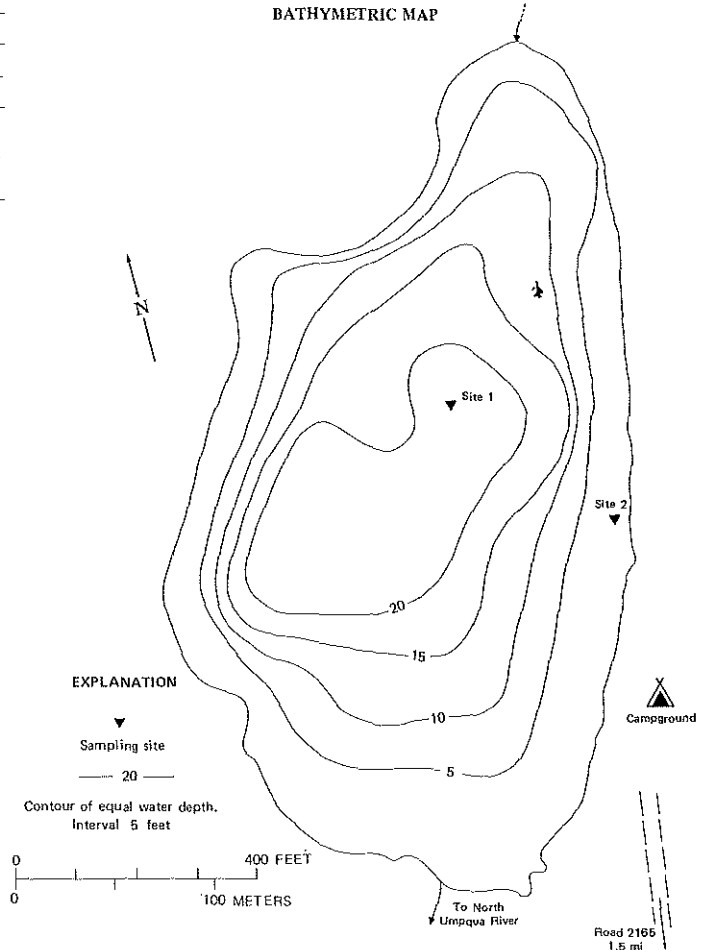 BATHYMETRIC MAP
N
Site 1
Site 2
20
15
10
5
Campground
EXPLANATION
Sampling site
20
Contour of equal water depth.
Interval 5 feet
0
400 FEET
0
100 METERS
To North
Umpqua River
Road 2165
1.5 mi